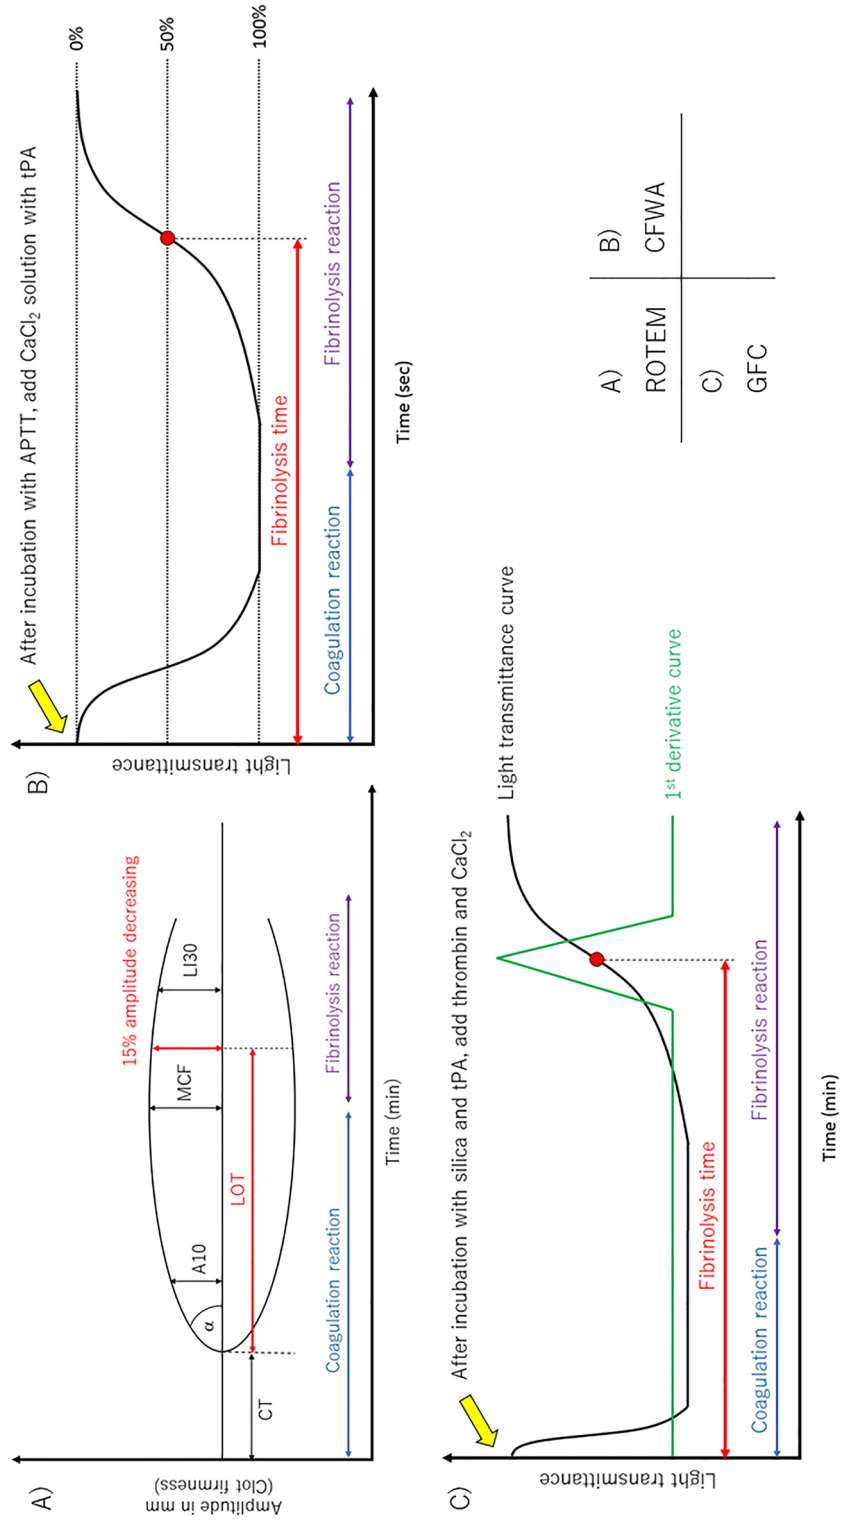 A)
Amplitude in mm
(Clot firmness)
CT
α
A10
MCF
LI30
15% amplitude decreasing
LOT
Coagulation reaction
Fibrinolysis reaction
Time (min)
B)
After incubation with APTT, add CaCl₂ solution with tPA
Light transmittance
0%
50%
100%
Fibrinolysis time
Coagulation reaction
Fibrinolysis reaction
Time (sec)
C)
After incubation with silica and tPA, add thrombin and CaCl₂
Light transmittance
Light transmittance curve
1st derivative curve
Fibrinolysis time
Coagulation reaction
Fibrinolysis reaction
Time (min)
A)
ROTEM
B)
CFWA
C)
GFC